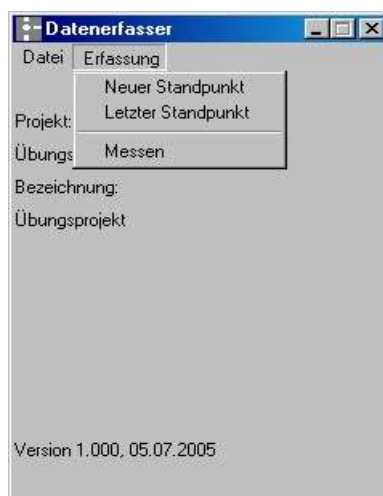 Datenerfasser
Datei Erfassung
Neuer Standpunkt
Letzter Standpunkt
Messen
Projekt:
Übungs
Bezeichnung:
Übungsprojekt
Version 1.000, 05.07.2005